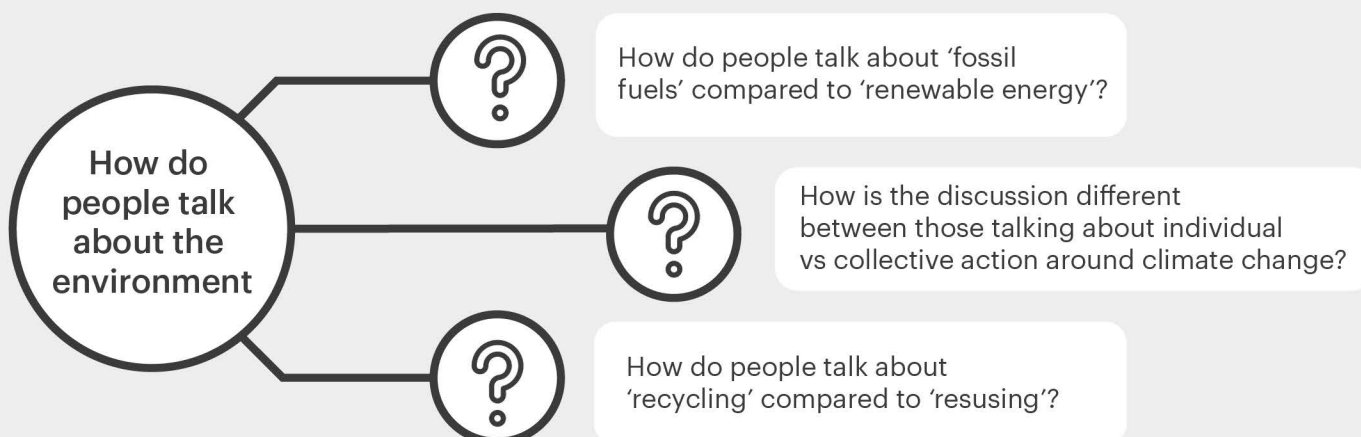 How do
people talk
about the
environment
How do people talk about ‘fossil
fuels’ compared to ‘renewable energy’?
How is the discussion different
between those talking about individual
vs collective action around climate change?
How do people talk about
‘recycling’ compared to ‘resusing’?